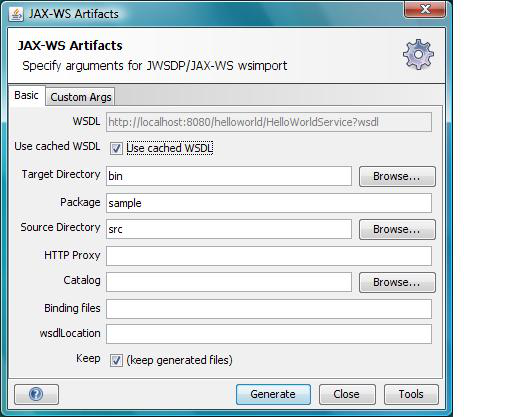 JAX-WS Artifacts
JAX-WS Artifacts
Specify arguments for JWSDP/JAX-WS wsimport
Basic Custom Args
WSDL http://localhost:8080/helloworld/HelloWorldService?wsdl
Use cached WSDL Use cached WSDL
Target Directory bin Browse...
Package sample
Source Directory src Browse...
HTTP Proxy
Catalog Browse...
Binding files
wsdlLocation
Keep (keep generated files)
? Generate Close Tools